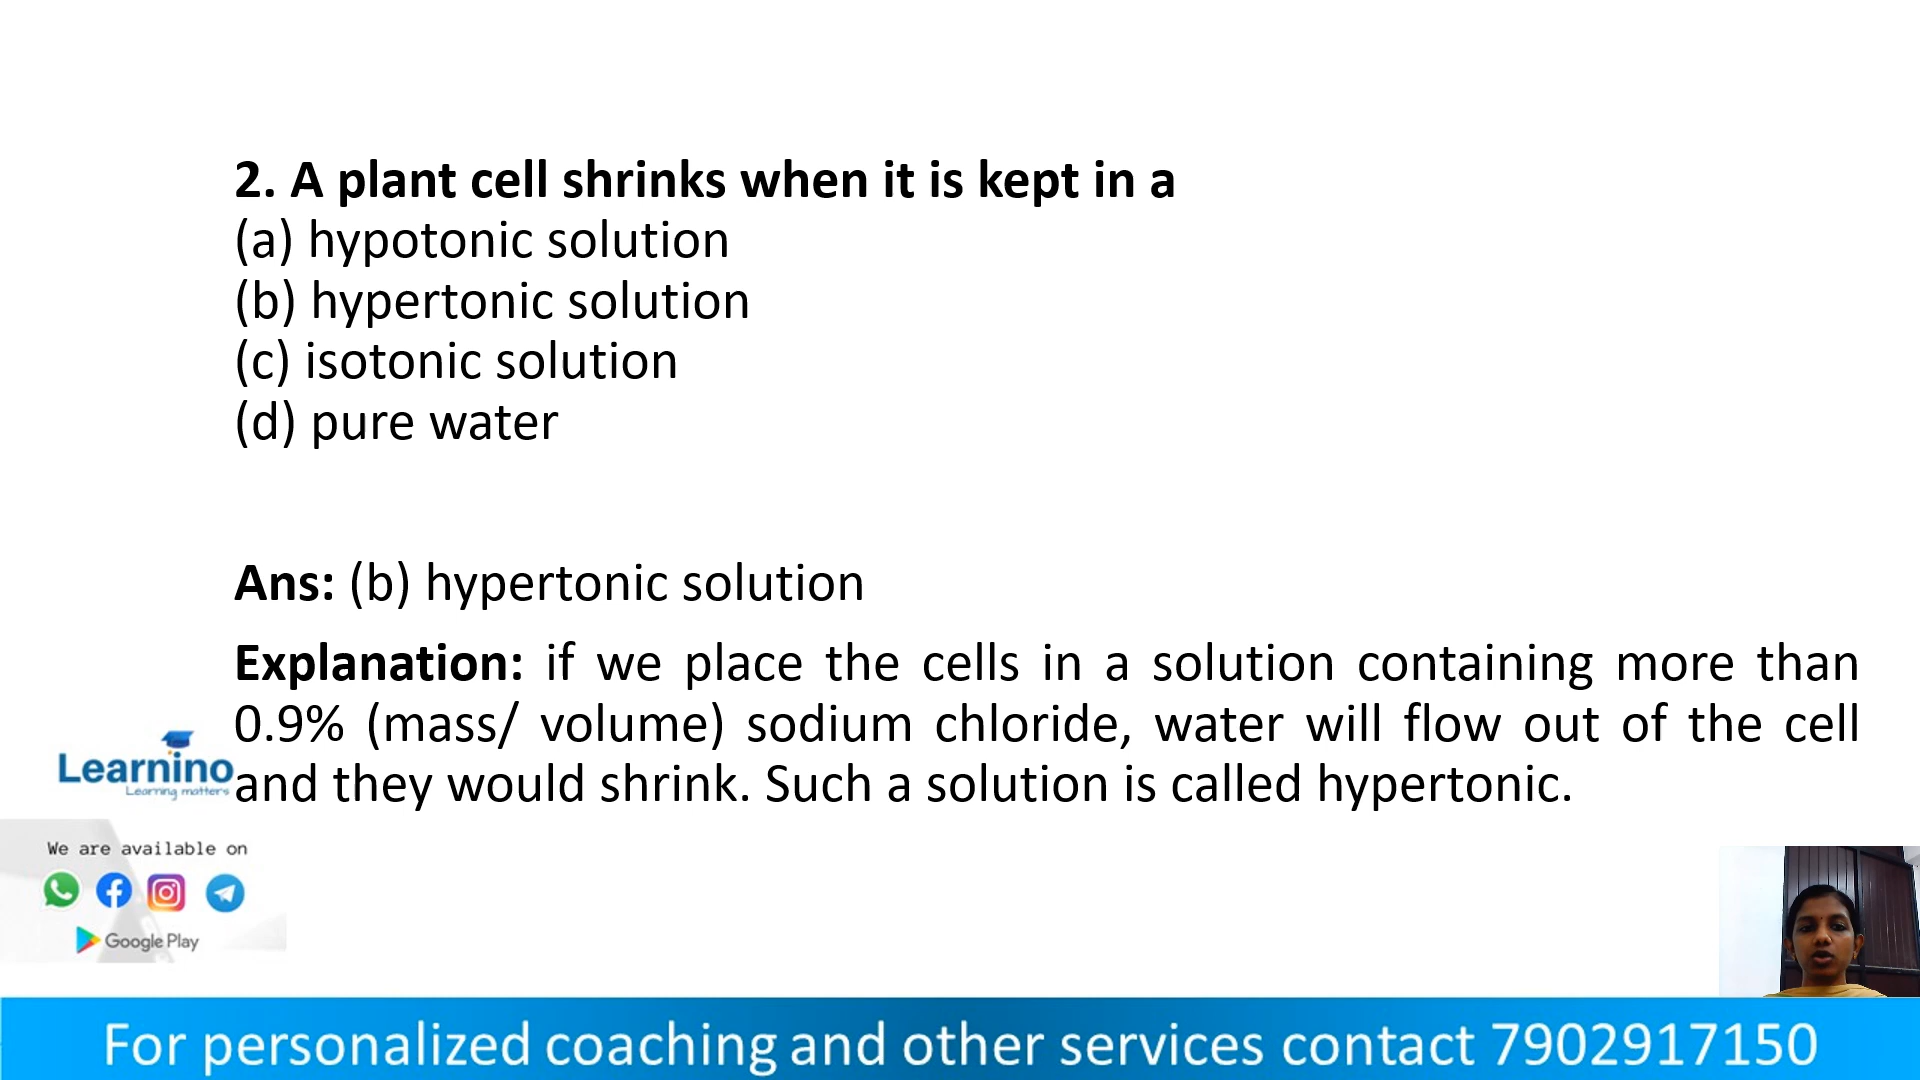 2. A plant cell shrinks when it is kept in a
(a) hypotonic solution
(b) hypertonic solution
(c) isotonic solution
(d) pure water
Ans: (b) hypertonic solution
Explanation: if we place the cells in a solution containing more than
0.9% (mass/ volume) sodium chloride, water will flow out of the cell
and they would shrink. Such a solution is called hypertonic.
Learnino
Learning matters
We are available on
Google Play
For personalized coaching and other services contact 7902917150